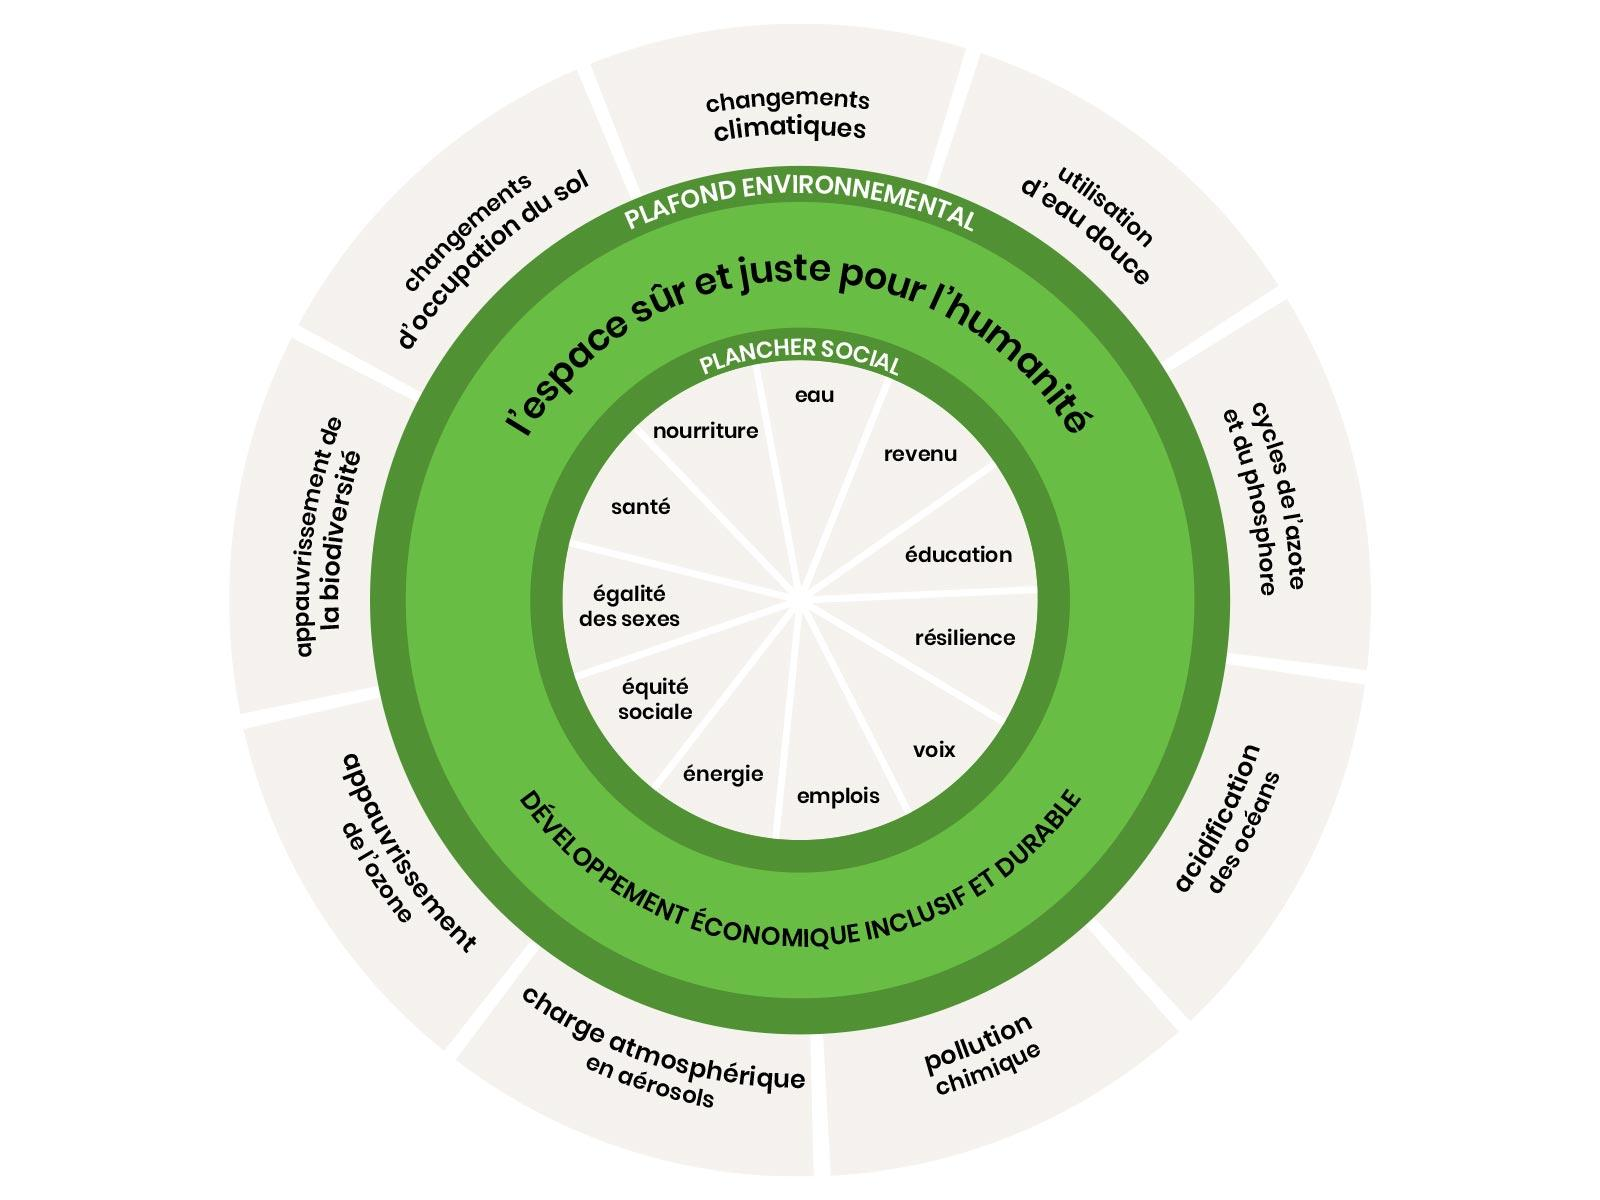 changements
climatiques
utilisation
d'eau douce
cycles de l'azote
et du phosphore
acidification
des océans
pollution
chimique
charge atmosphérique
en aérosols
appauvrissement
de l'ozone
appauvrissement de
la biodiversité
changements
d'occupation du sol
PLAFOND ENVIRONNEMENTAL
l'espace sûr et juste pour l'humanité
PLANCHER SOCIAL
eau
revenu
éducation
résilience
voix
emplois
énergie
équité
sociale
égalité
des sexes
santé
nourriture
DÉVELOPPEMENT ÉCONOMIQUE INCLUSIF ET DURABLE